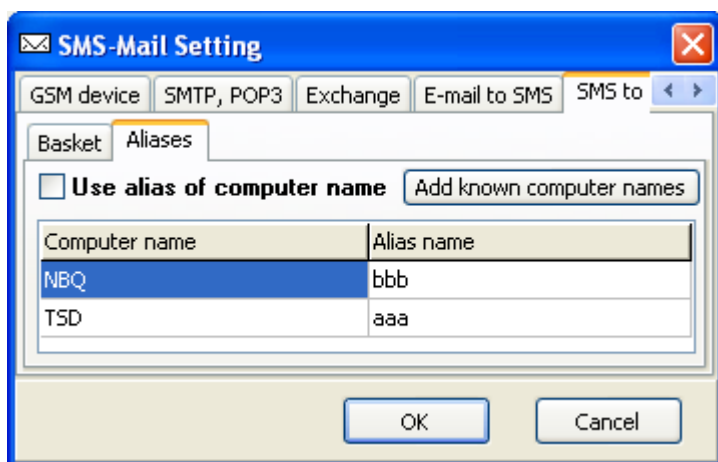 SMS-Mail Setting
GSM device SMTP, POP3 Exchange E-mail to SMS SMS to
Basket Aliases
Use alias of computer name Add known computer names
Computer name Alias name
NBQ bbb
TSD aaa
OK Cancel